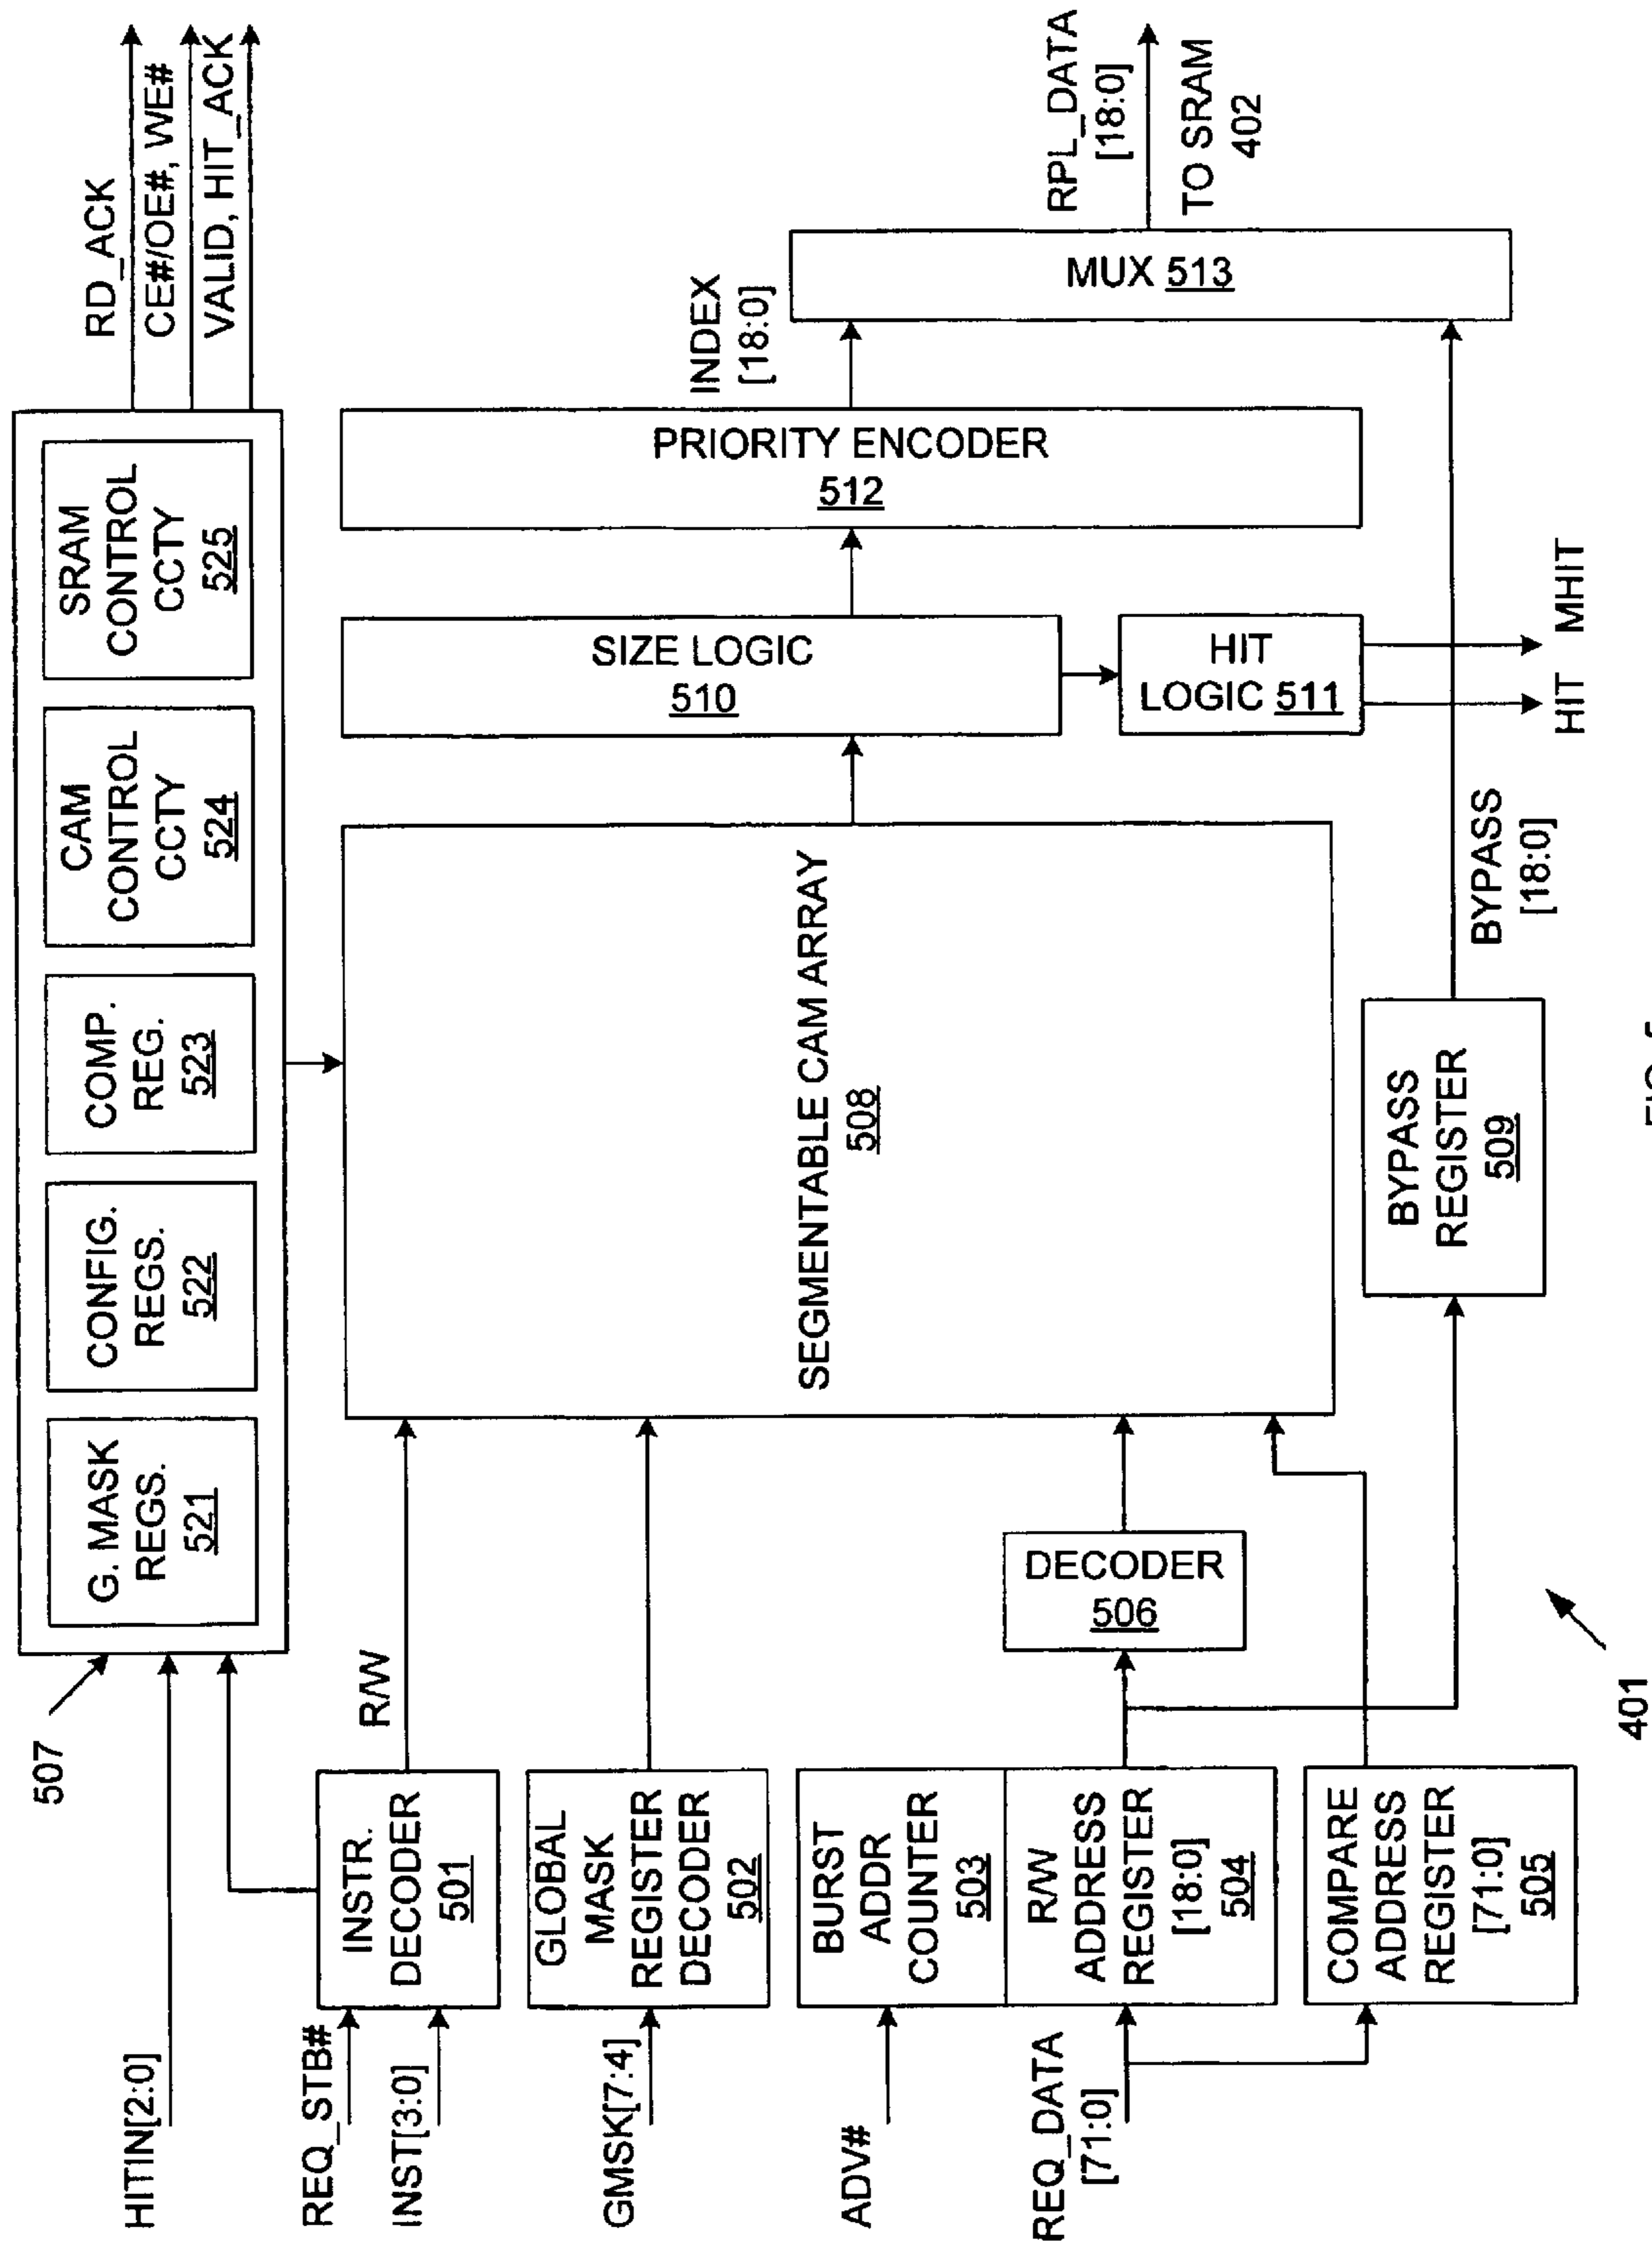 507
G. MASK
REGS.
521
CONFIG.
REGS.
522
COMP.
REG.
523
CAM
CONTROL
CCTY
524
SRAM
CONTROL
CCTY
525
RD_ACK
CE#/OE#, WE#
VALID, HIT_ACK
HITIN[2:0]
REQ_STB#
INST[3:0]
INSTR.
DECODER
501
R/W
GMSK[7:4]
GLOBAL
MASK
REGISTER
DECODER
502
ADV#
BURST
ADDR
COUNTER
503
REQ_DATA
[71:0]
R/W
ADDRESS
REGISTER
[18:0]
504
COMPARE
ADDRESS
REGISTER
[71:0]
505
DECODER
506
SEGMENTABLE CAM ARRAY
508
BYPASS
REGISTER
509
BYPASS
[18:0]
SIZE LOGIC
510
HIT
LOGIC 511
HIT
MHIT
PRIORITY ENCODER
512
INDEX
[18:0]
MUX 513
RPL_DATA
[18:0]
TO SRAM
402
401